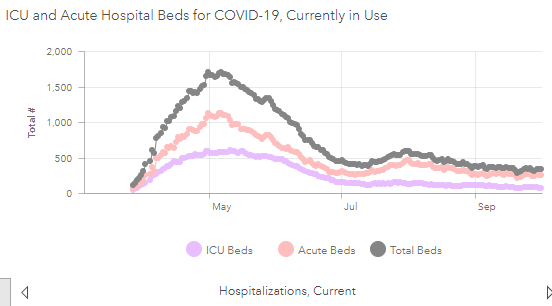 ICU and Acute Hospital Beds for COVID-19, Currently in Use
2,000
1,500
1,000
500
0
Total #
May
Jul
Sep
ICU Beds
Acute Beds
Total Beds
Hospitalizations, Current